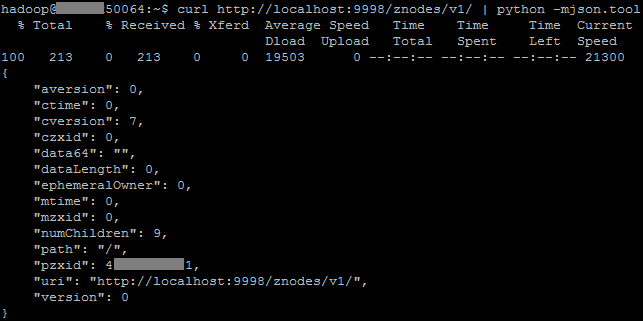 hadoop@ 50064:~$ curl http://localhost:9998/znodes/v1/ | python -mjson.tool
% Total % Received % Xferd Average Speed Time Time Time Current
Dload Upload Total Spent Left Speed
100 213 0 213 0 0 19503 0 --:--:-- --:--:-- --:--:-- 21300
{
"aversion": 0,
"ctime": 0,
"cversion": 7,
"czxid": 0,
"data64": "",
"dataLength": 0,
"ephemeralOwner": 0,
"mtime": 0,
"mzxid": 0,
"numChildren": 9,
"path": "/",
"pzxid": 4 1,
"uri": "http://localhost:9998/znodes/v1/",
"version": 0
}